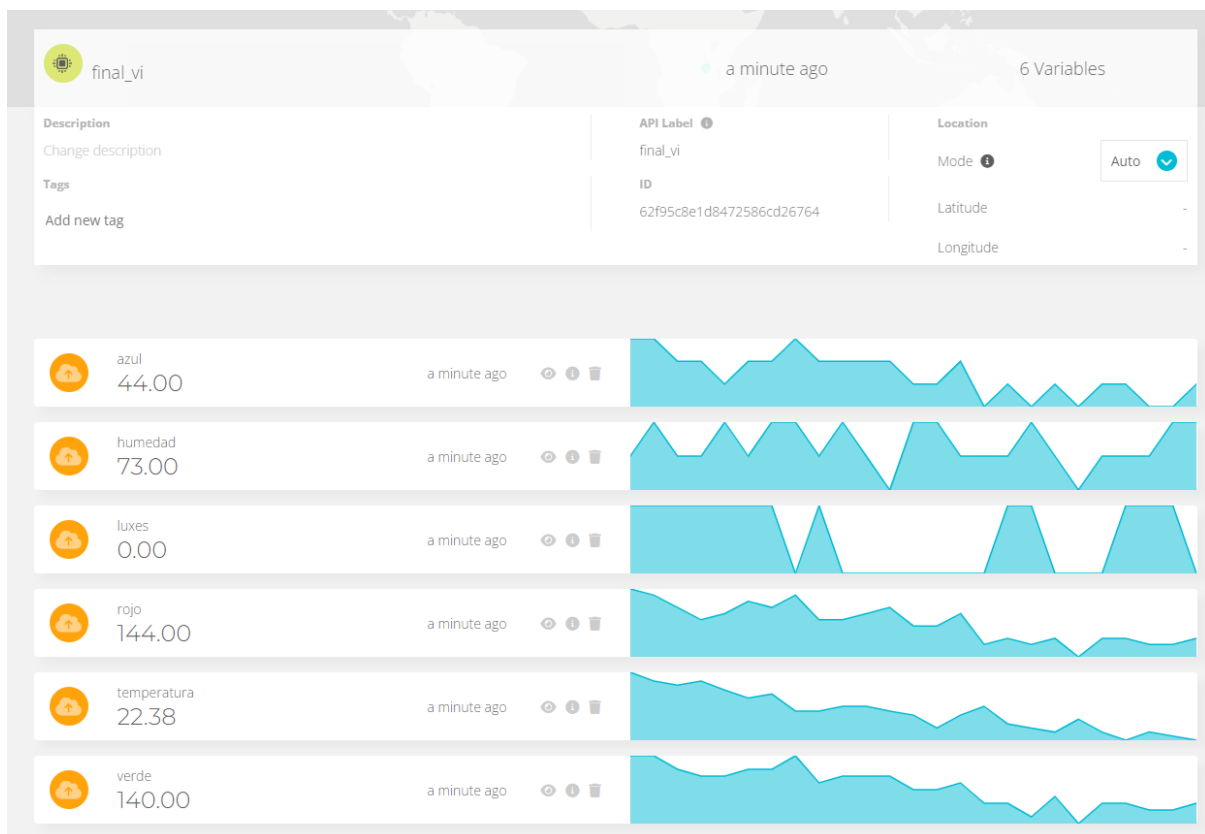 final_vi
a minute ago
6 Variables
Description
Change description
Tags
Add new tag
API Label
final_vi
ID
62f95c8e1d8472586cd26764
Location
Mode
Auto
Latitude
-
Longitude
-
azul
44.00
a minute ago
humedad
73.00
a minute ago
luxes
0.00
a minute ago
rojo
144.00
a minute ago
temperatura
22.38
a minute ago
verde
140.00
a minute ago